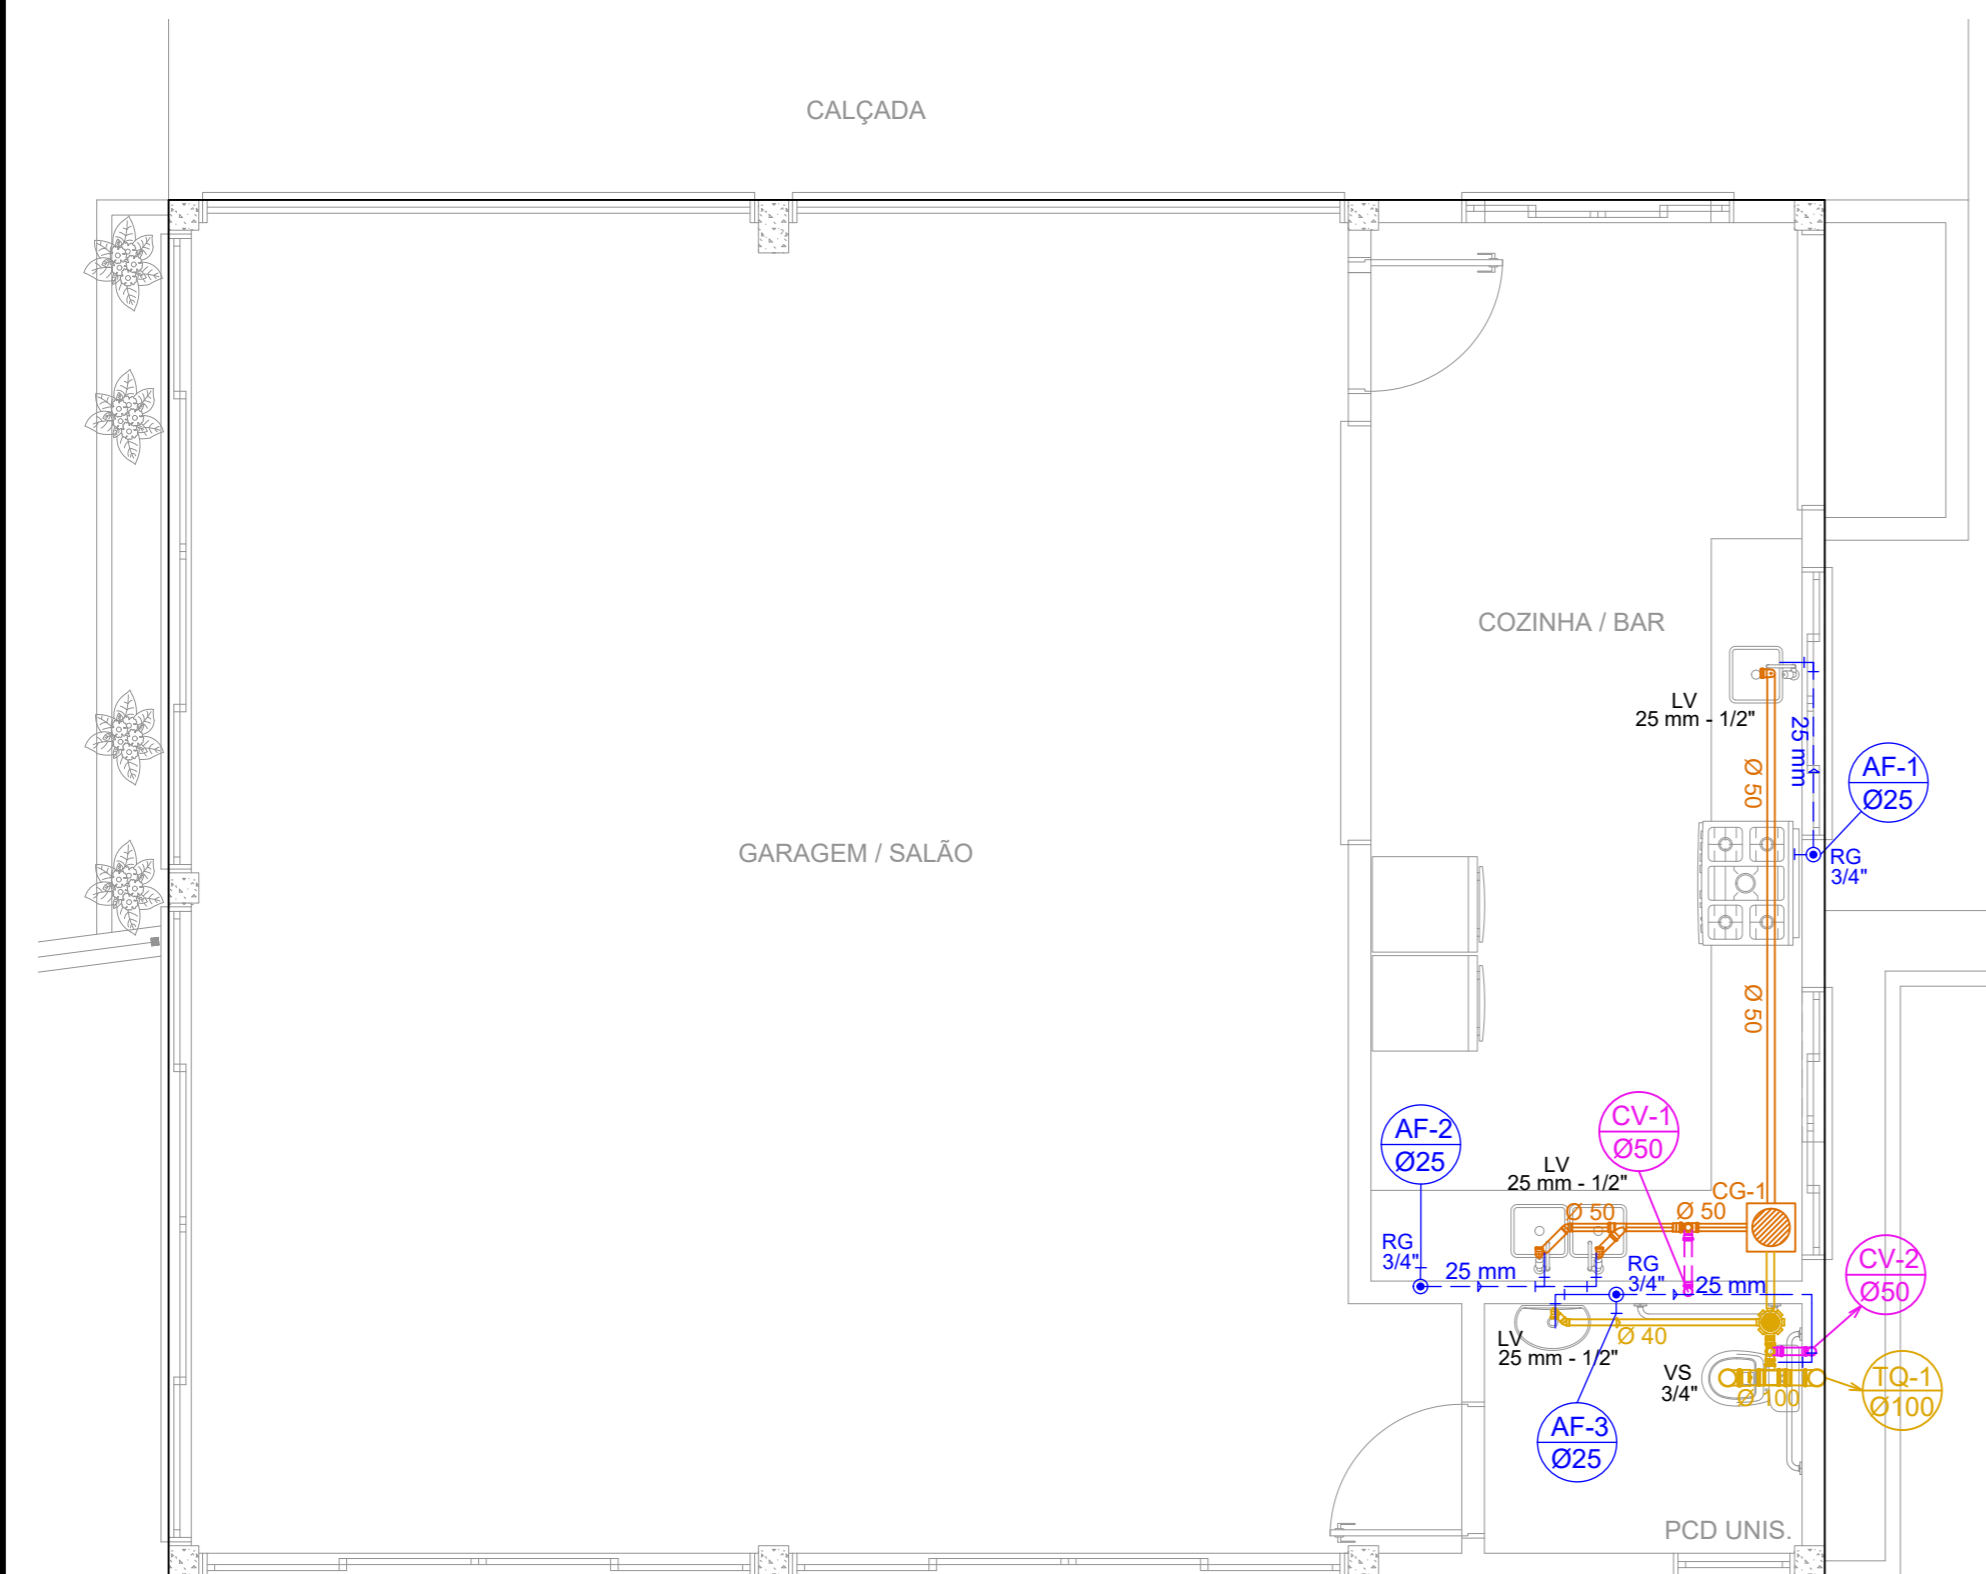 CALÇADA
COZINHA / BAR
LV
25 mm - 1/2"
25 mm
Ø 50
AF-1
Ø25
RG
3/4"
GARAGEM / SALÃO
Ø 50
CV-1
Ø50
AF-2
Ø25
LV
25 mm - 1/2"
CG-1
Ø 50
Ø 50
RG
3/4"
25 mm
RG
3/4"
25 mm
CV-2
Ø50
LV
25 mm - 1/2"
Ø 40
VS
3/4"
Ø 100
TQ-1
Ø100
AF-3
Ø25
PCD UNIS.